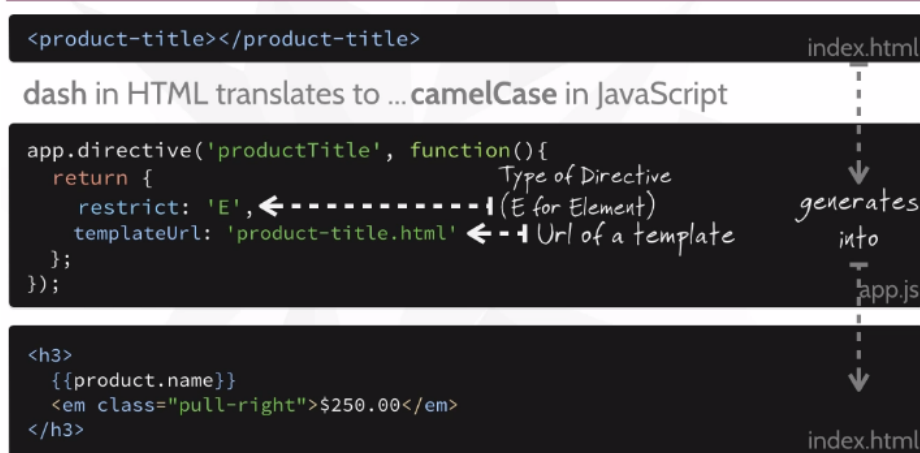 <product-title></product-title>
index.html
dash in HTML translates to ... camelCase in JavaScript
app.directive('productTitle', function(){
  return {
    restrict: 'E',
    templateUrl: 'product-title.html'
  };
});
Type of Directive
(E for Element)
Url of a template
generates
into
app.js
<h3>
  {{product.name}}
  <em class="pull-right">$250.00</em>
</h3>
index.html